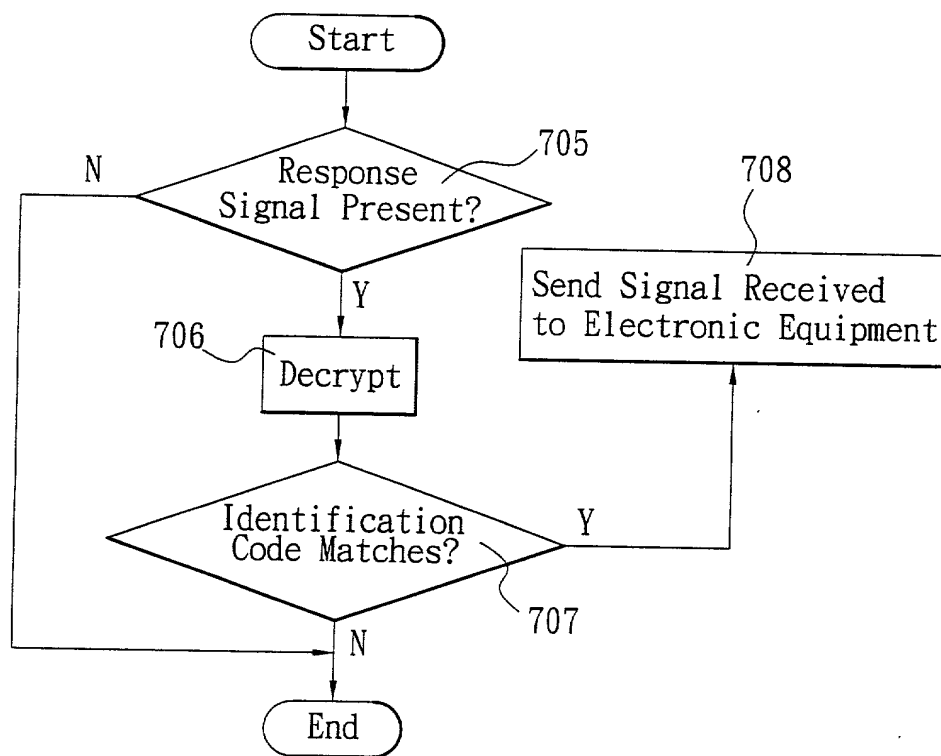 Start
705
N
Response
Signal Present?
708
Y
Send Signal Received
to Electronic Equipment
706
Decrypt
Identification
Code Matches?
Y
707
N
End